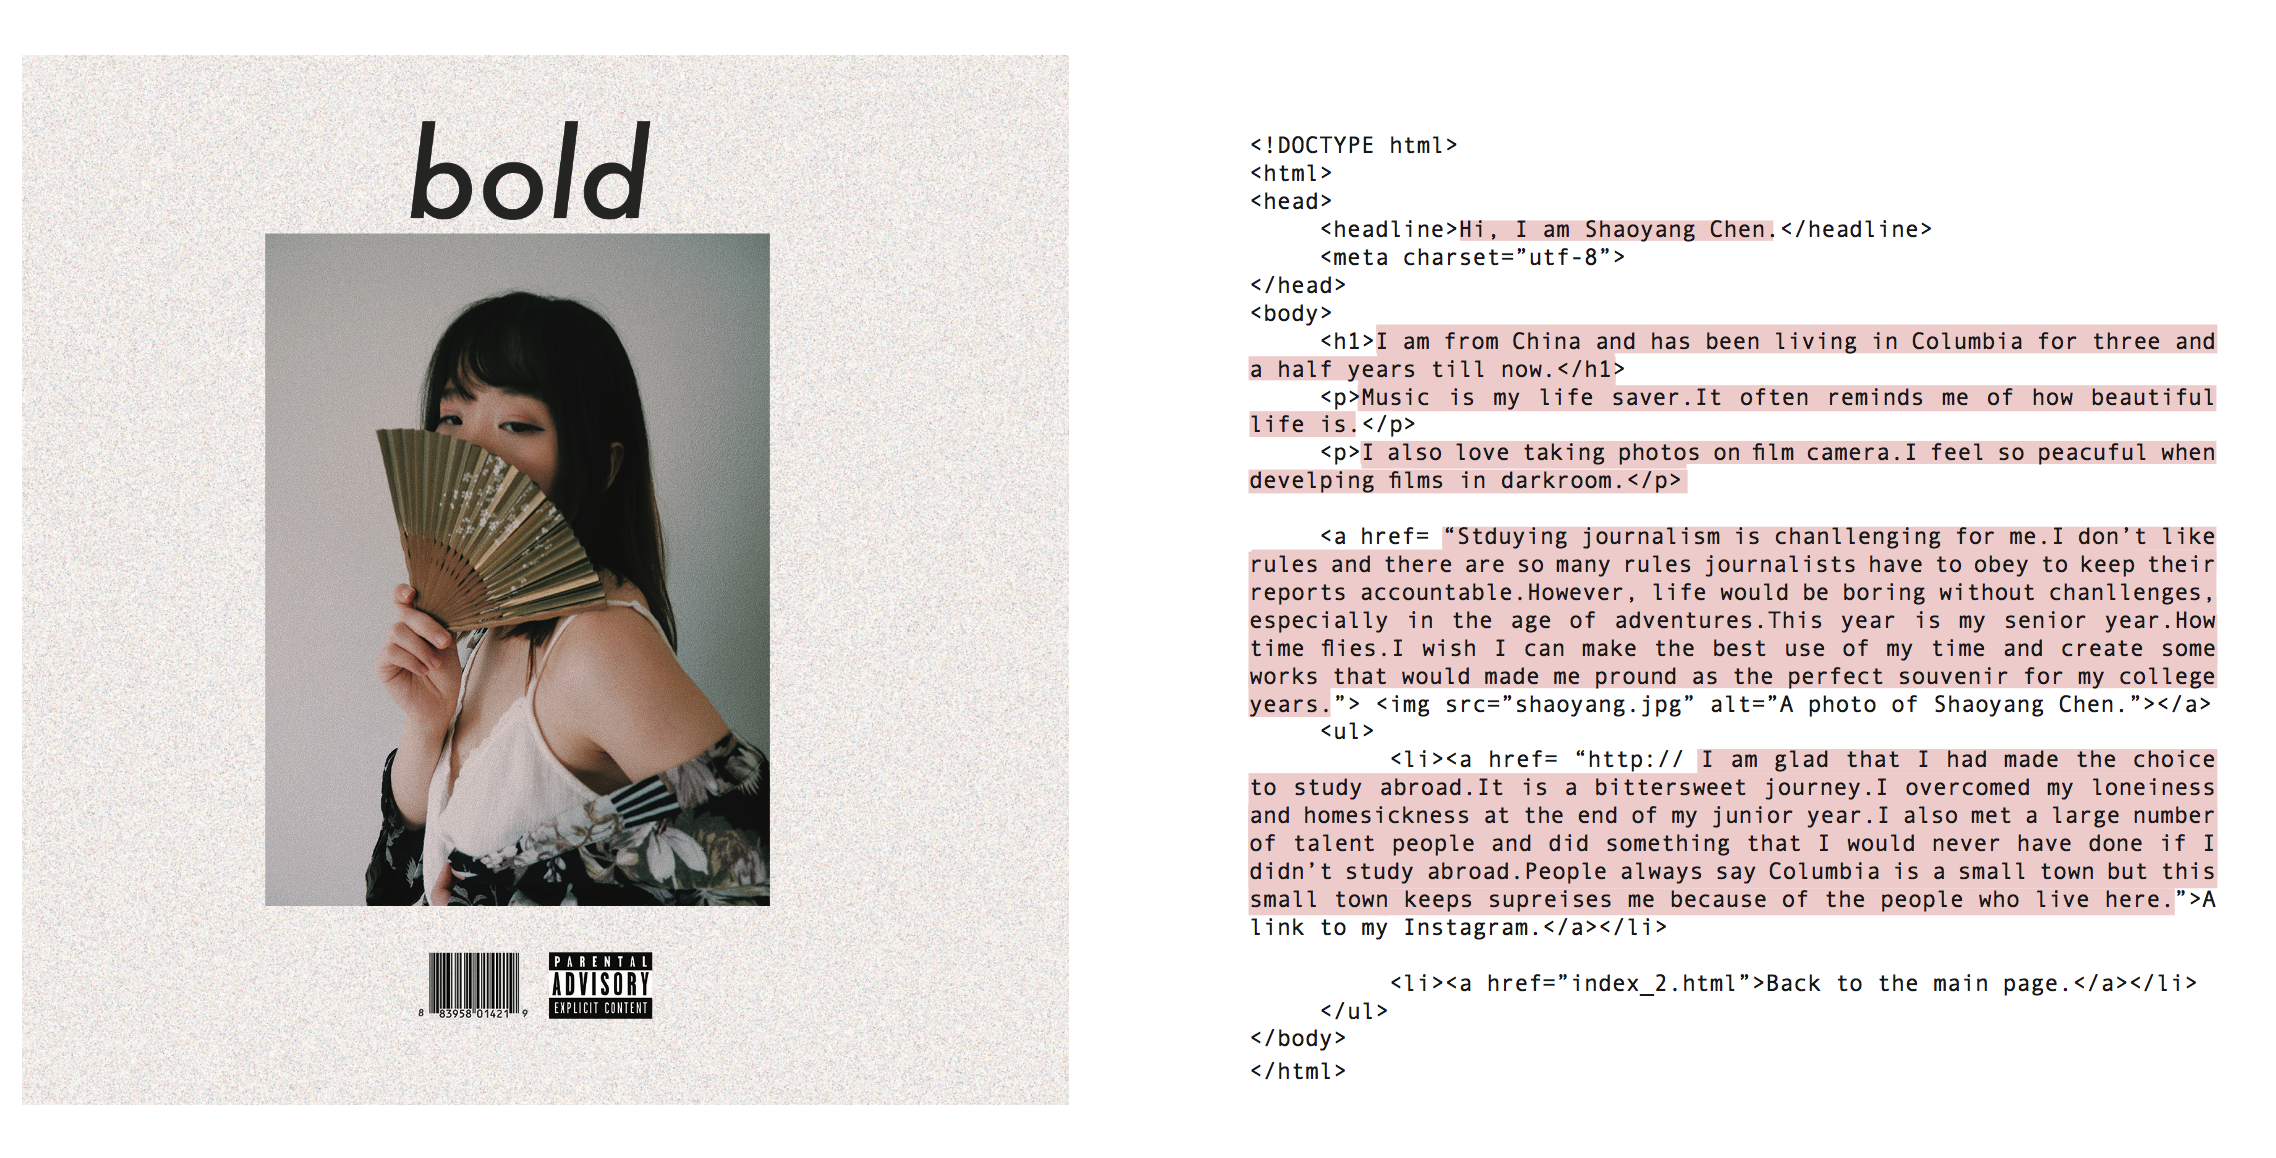 bold
8 83958 01421 9
PARENTAL
ADVISORY
EXPLICIT CONTENT
<!DOCTYPE html>
<html>
<head>
<headline>Hi, I am Shaoyang Chen.</headline>
<meta charset=”utf-8”>
</head>
<body>
<h1>I am from China and has been living in Columbia for three and
a half years till now.</h1>
<p>Music is my life saver.It often reminds me of how beautiful
life is.</p>
<p>I also love taking photos on film camera.I feel so peacuful when
develping films in darkroom.</p>
<a href= “Stduying journalism is chanllenging for me.I don’t like
rules and there are so many rules journalists have to obey to keep their
reports accountable.However, life would be boring without chanllenges,
especially in the age of adventures.This year is my senior year.How
time flies.I wish I can make the best use of my time and create some
works that would made me pround as the perfect souvenir for my college
years.”> <img src=”shaoyang.jpg” alt=”A photo of Shaoyang Chen.”></a>
<ul>
<li><a href= “http:// I am glad that I had made the choice
to study abroad.It is a bittersweet journey.I overcomed my loneiness
and homesickness at the end of my junior year.I also met a large number
of talent people and did something that I would never have done if I
didn’t study abroad.People always say Columbia is a small town but this
small town keeps supreises me because of the people who live here.”>A
link to my Instagram.</a></li>
<li><a href=”index_2.html”>Back to the main page.</a></li>
</ul>
</body>
</html>